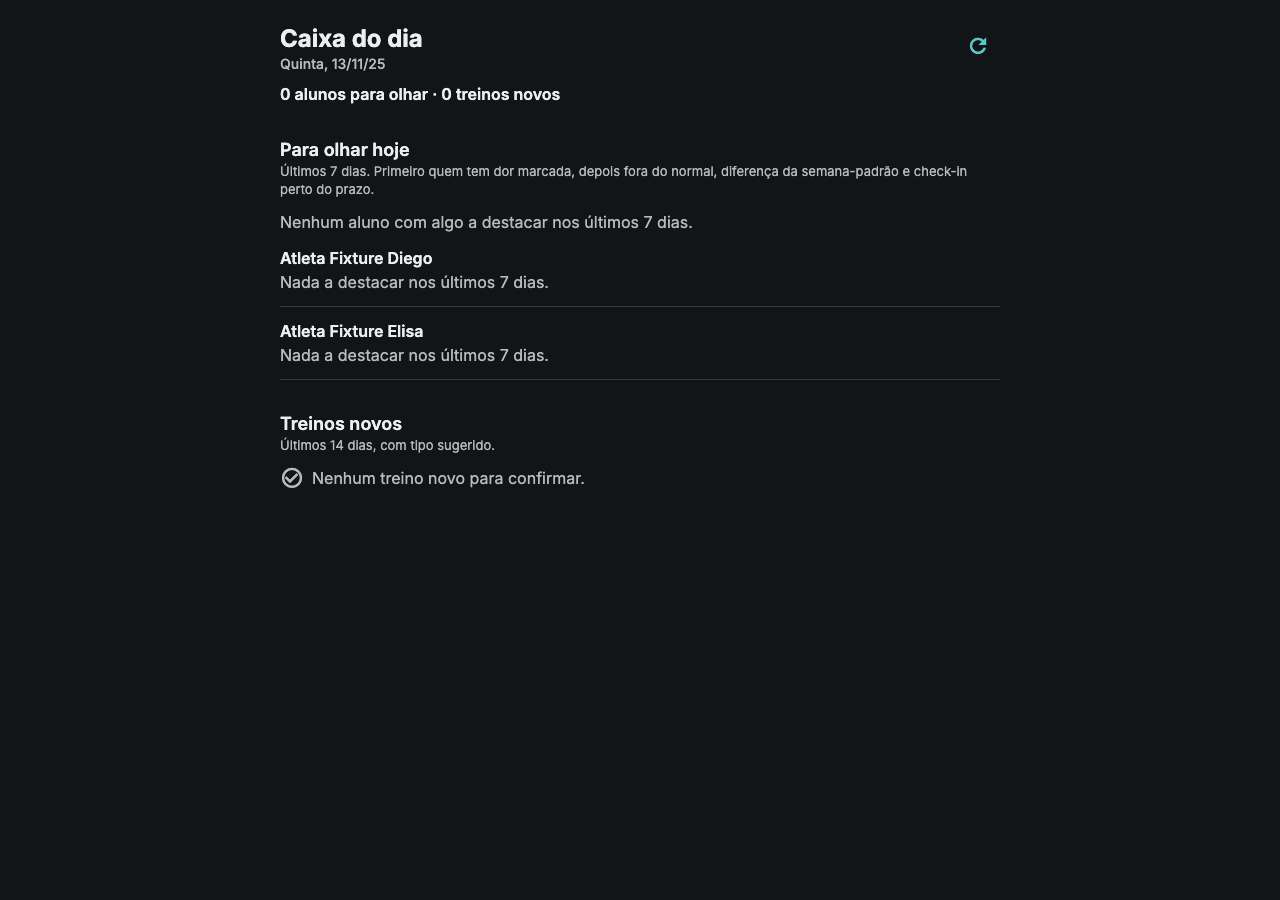 Caixa do dia
Quinta, 13/11/25
0 alunos para olhar · 0 treinos novos
Para olhar hoje
Últimos 7 dias. Primeiro quem tem dor marcada, depois fora do normal, diferença da semana-padrão e check-in
perto do prazo.
Nenhum aluno com algo a destacar nos últimos 7 dias.
Atleta Fixture Diego
Nada a destacar nos últimos 7 dias.
Atleta Fixture Elisa
Nada a destacar nos últimos 7 dias.
Treinos novos
Últimos 14 dias, com tipo sugerido.
Nenhum treino novo para confirmar.